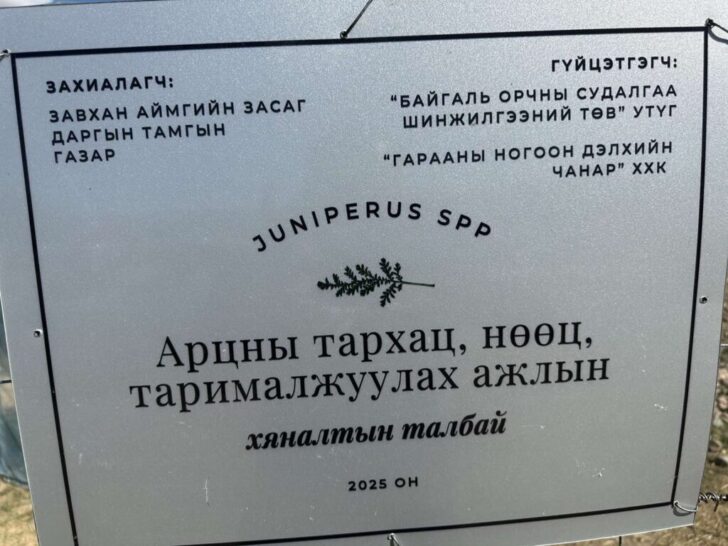 ЗАХИАЛАГЧ:
ЗАВХАН АЙМГИЙН ЗАСАГ
ДАРГЫН ТАМГЫН
ГАЗАР
ГҮЙЦЭТГЭГЧ:
“БАЙГАЛЬ ОРЧНЫ СУДАЛГАА
ШИНЖИЛГЭЭНИЙ ТӨВ” УТҮГ
“ГАРААНЫ НОГООН ДЭЛХИЙН
ЧАНАР” ХХК
JUNIPERUS SPP
Арцны тархац, нөөц,
таримáлжуулах ажлын
хяналтын талбай
2025 ОН